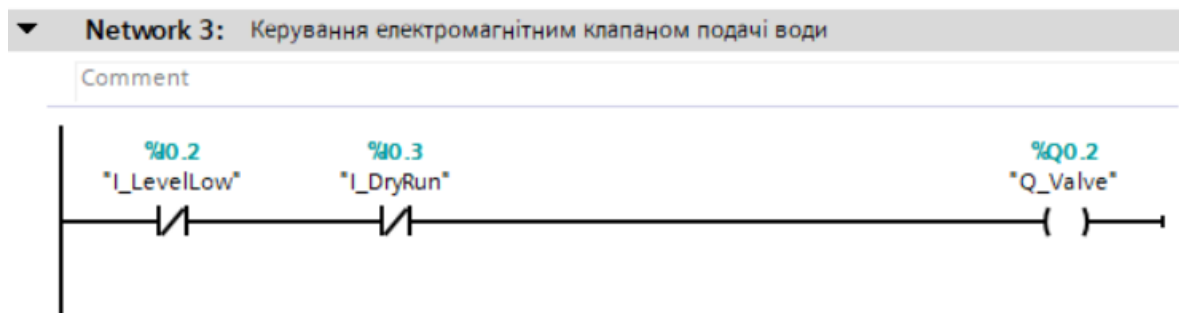 Network 3: Керування електромагнітним клапаном подачі води
Comment
%I0.2 %I0.3 %Q0.2
"I_LevelLow" "I_DryRun" "Q_Valve"